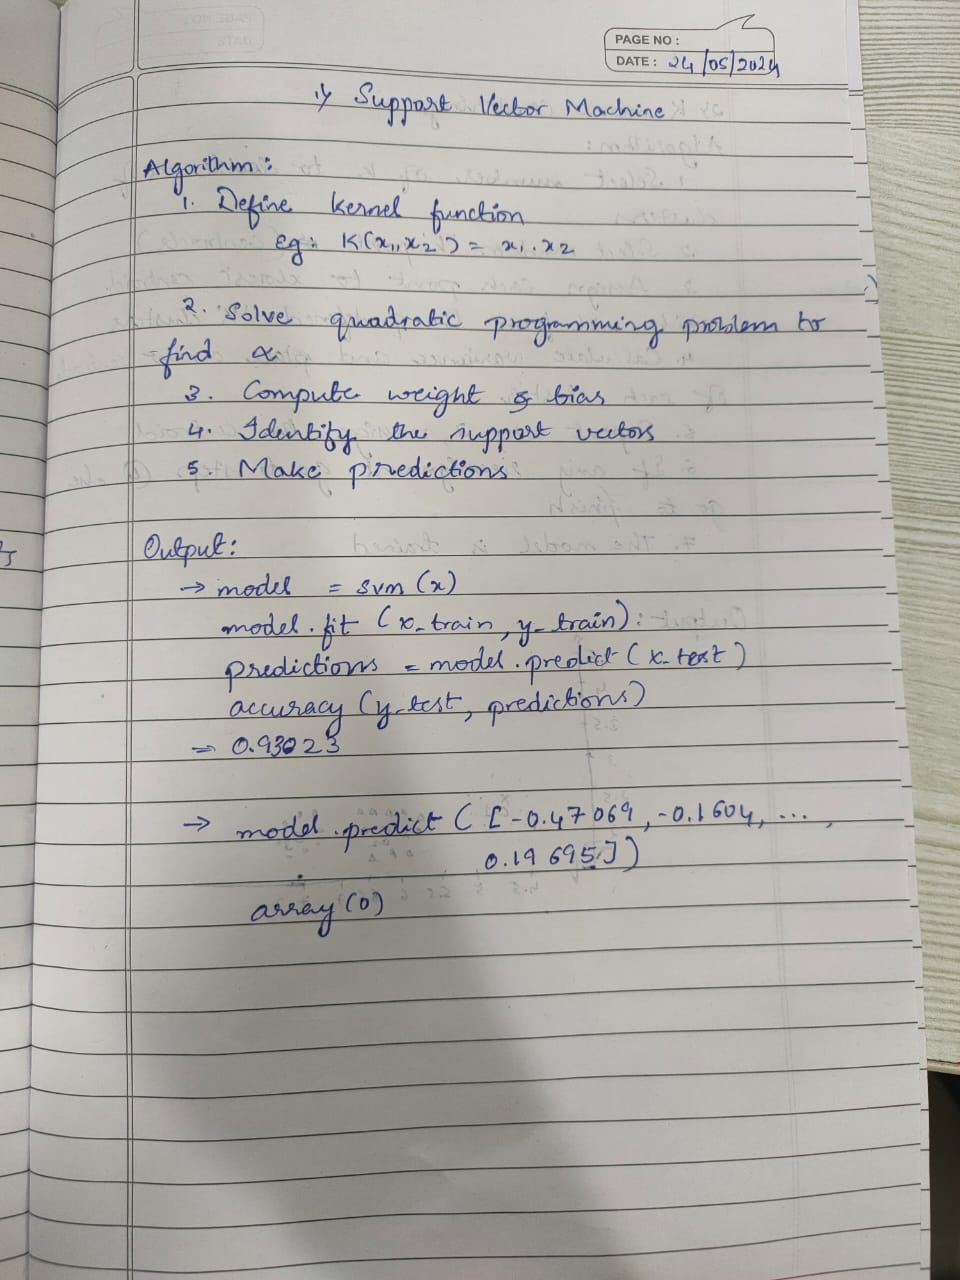 PAGE NO :
DATE : 24/05/2024
1) Support Vector Machine
Algorithm:
1. Define kernel function
Eg: K(x₁, x₂) = x₁ . x₂
2. Solve quadratic programming problem to
find α
3. Compute weight & bias
4. Identify the support vectors
5. Make predictions
Output:
→ model = svm (x)
model.fit (x_train, y_train)
predictions = model.predict (x_test)
accuracy (y_test, predictions)
→ 0.93023
→ model.predict ( [ -0.47069, -0.1604, ... ,
0.19695 ] )
array (0)